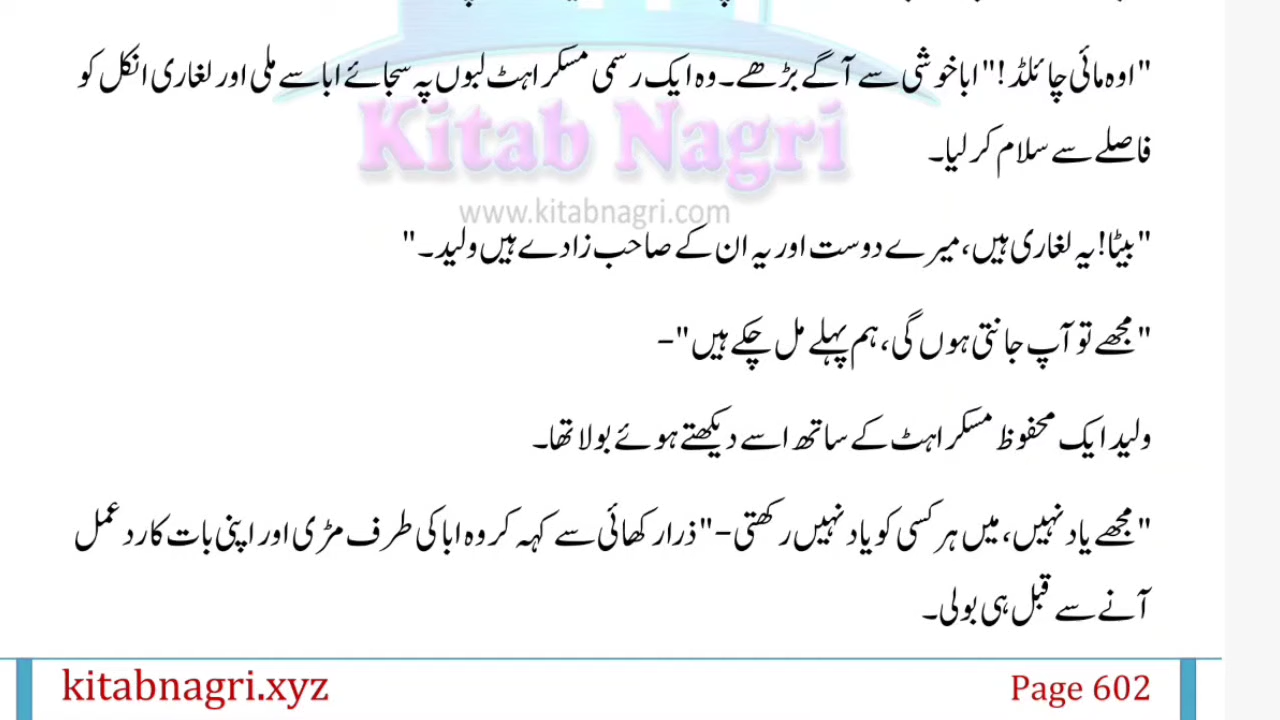 "اوہ مائی چائلڈ!" ابا خوشی سے آگے بڑھے۔ وہ ایک رسمی مسکراہٹ لبوں پہ سجائے ابا سے ملی اور لغاری انکل کو
فاصلے سے سلام کر لیا۔
Kitab Nagri
www.kitabnagri.com
"بیٹا! یہ لغاری ہیں، میرے دوست اور یہ ان کے صاحب زادے ہیں ولید۔"
"مجھے تو آپ جانتی ہوں گی، ہم پہلے مل چکے ہیں"-
ولید ایک محفوظ مسکراہٹ کے ساتھ اسے دیکھتے ہوئے بولا تھا۔
"مجھے یاد نہیں، میں ہر کسی کو یاد نہیں رکھتی-" ذرا رکھائی سے کہہ کر وہ ابا کی طرف مڑی اور اپنی بات کا رد عمل
آنے سے قبل ہی بولی۔
kitabnagri.xyz
Page 602